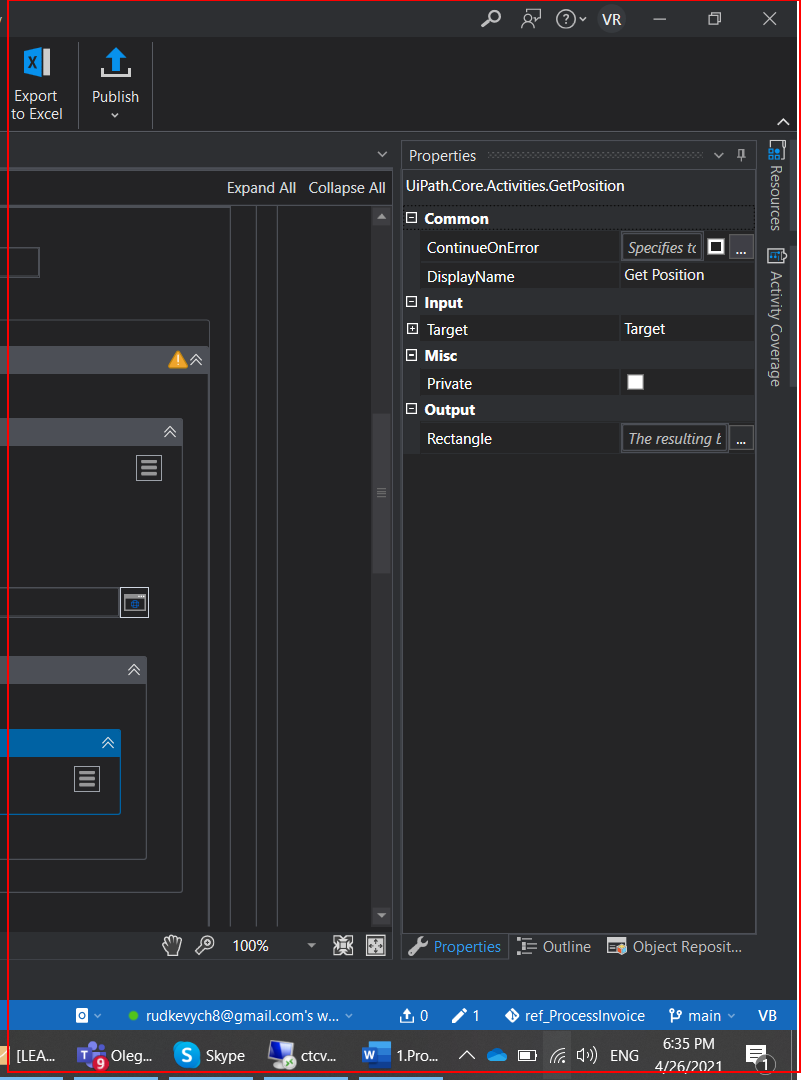 VR
Export
to Excel
Publish
Properties
Expand All Collapse All
UiPath.Core.Activities.GetPosition
Common
ContinueOnError Specifies to ...
DisplayName Get Position
Input
Target Target
Misc
Private
Output
Rectangle The resulting b ...
Resources
Activity Coverage
100%
Properties Outline Object Reposit...
rudkevych8@gmail.com's w... 0 1 ref_ProcessInvoice main VB
[LEA... Oleg... Skype ctcv... 1.Pro... ENG
9
6:35 PM
4/26/2021
1